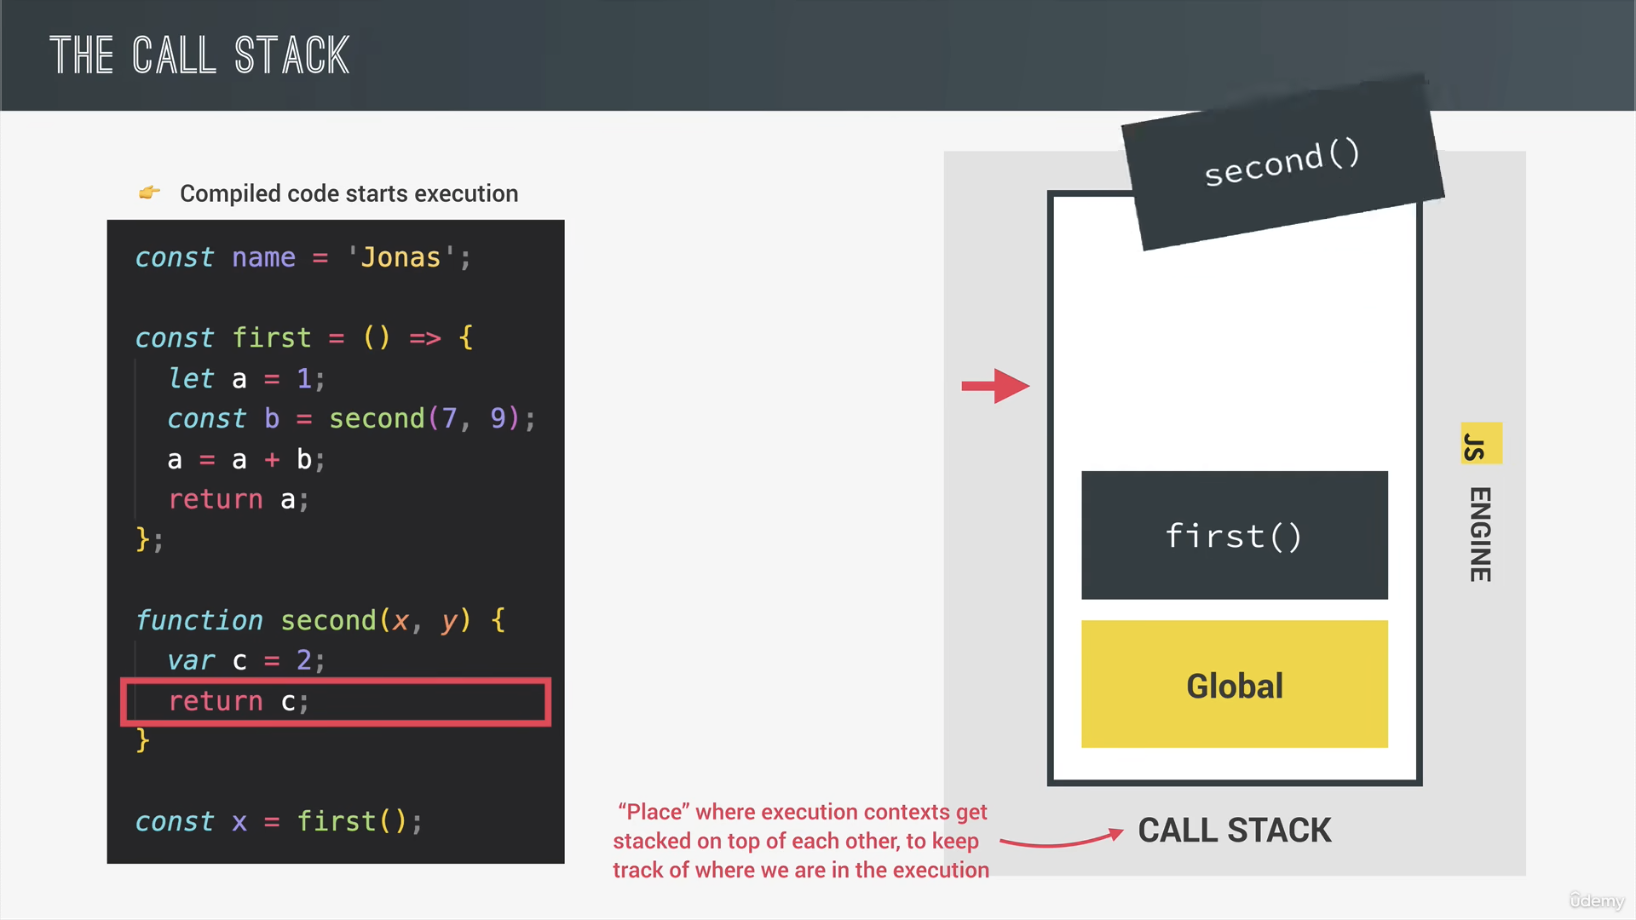 THE CALL STACK
👉 Compiled code starts execution
const name = 'Jonas';
const first = () => {
let a = 1;
const b = second(7, 9);
a = a + b;
return a;
};
function second(x, y) {
var c = 2;
return c;
}
const x = first();
second()
first()
Global
CALL STACK
JS ENGINE
“Place” where execution contexts get
stacked on top of each other, to keep
track of where we are in the execution
ûdemy